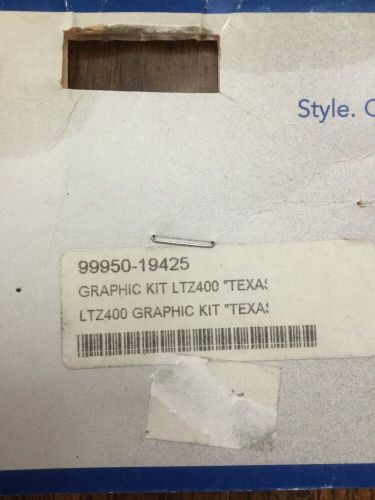 Style. C
99950-19425
GRAPHIC KIT LTZ400 "TEXAS
LTZ400 GRAPHIC KIT "TEXAS